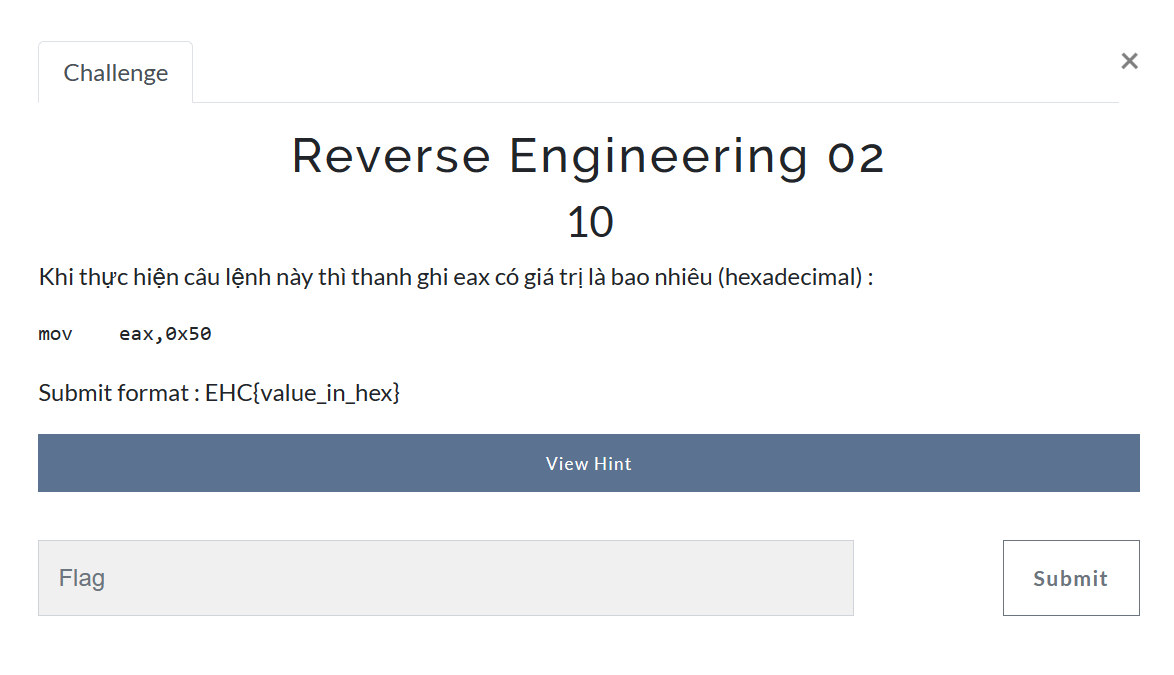 Challenge
×
Reverse Engineering 02
10
Khi thực hiện câu lệnh này thì thanh ghi eax có giá trị là bao nhiêu (hexadecimal) :
mov    eax,0x50
Submit format : EHC{value_in_hex}
View Hint
Flag
Submit